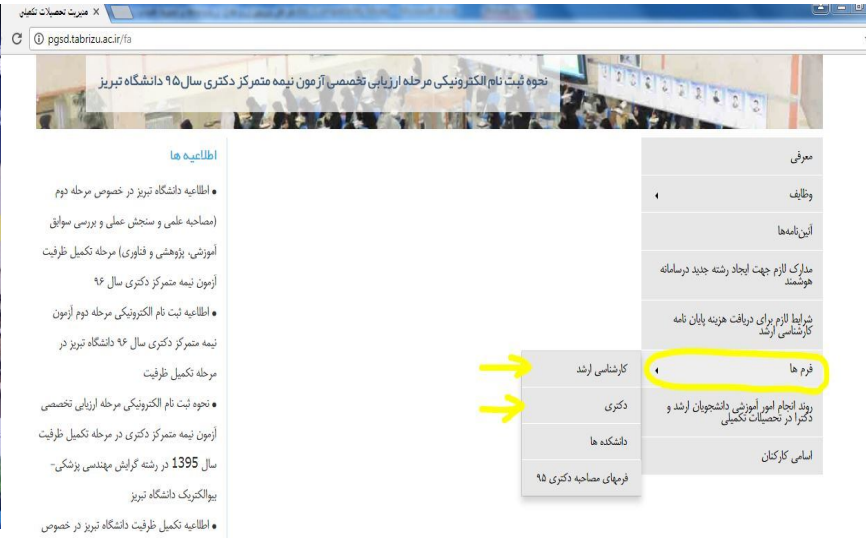 مدیریت تحصیلات تکمیلی
pgsd.tabrizu.ac.ir/fa
نحوه ثبت نام الکترونیکی مرحله ارزیابی تخصصی آزمون نیمه متمرکز دکتری سال ۹۵ دانشگاه تبریز
معرفی
وظایف
آئین‌نامه‌ها
مدارک لازم جهت ایجاد رشته جدید درسامانه
هوشمند
شرایط لازم برای دریافت هزینه پایان نامه
کارشناسی ارشد
فرم ها
روند انجام امور آموزشی دانشجویان ارشد و
دکترا در تحصیلات تکمیلی
اسامی کارکنان
کارشناسی ارشد
دکتری
دانشکده ها
فرمهای مصاحبه دکتری ۹۵
اطلاعیه ها
● اطلاعیه دانشگاه تبریز در خصوص مرحله دوم
(مصاحبه علمی و سنجش عملی و بررسی سوابق
آموزشی، پژوهشی و فناوری) مرحله تکمیل ظرفیت
آزمون نیمه متمرکز دکتری سال ۹۶
● اطلاعیه ثبت نام الکترونیکی مرحله دوم آزمون
نیمه متمرکز دکتری سال ۹۶ دانشگاه تبریز در
مرحله تکمیل ظرفیت
● نحوه ثبت نام الکترونیکی مرحله ارزیابی تخصصی
آزمون نیمه متمرکز دکتری در مرحله تکمیل ظرفیت
سال 1395 در رشته گرایش مهندسی پزشکی-
بیوالکتریک دانشگاه تبریز
● اطلاعیه تکمیل ظرفیت دانشگاه تبریز در خصوص